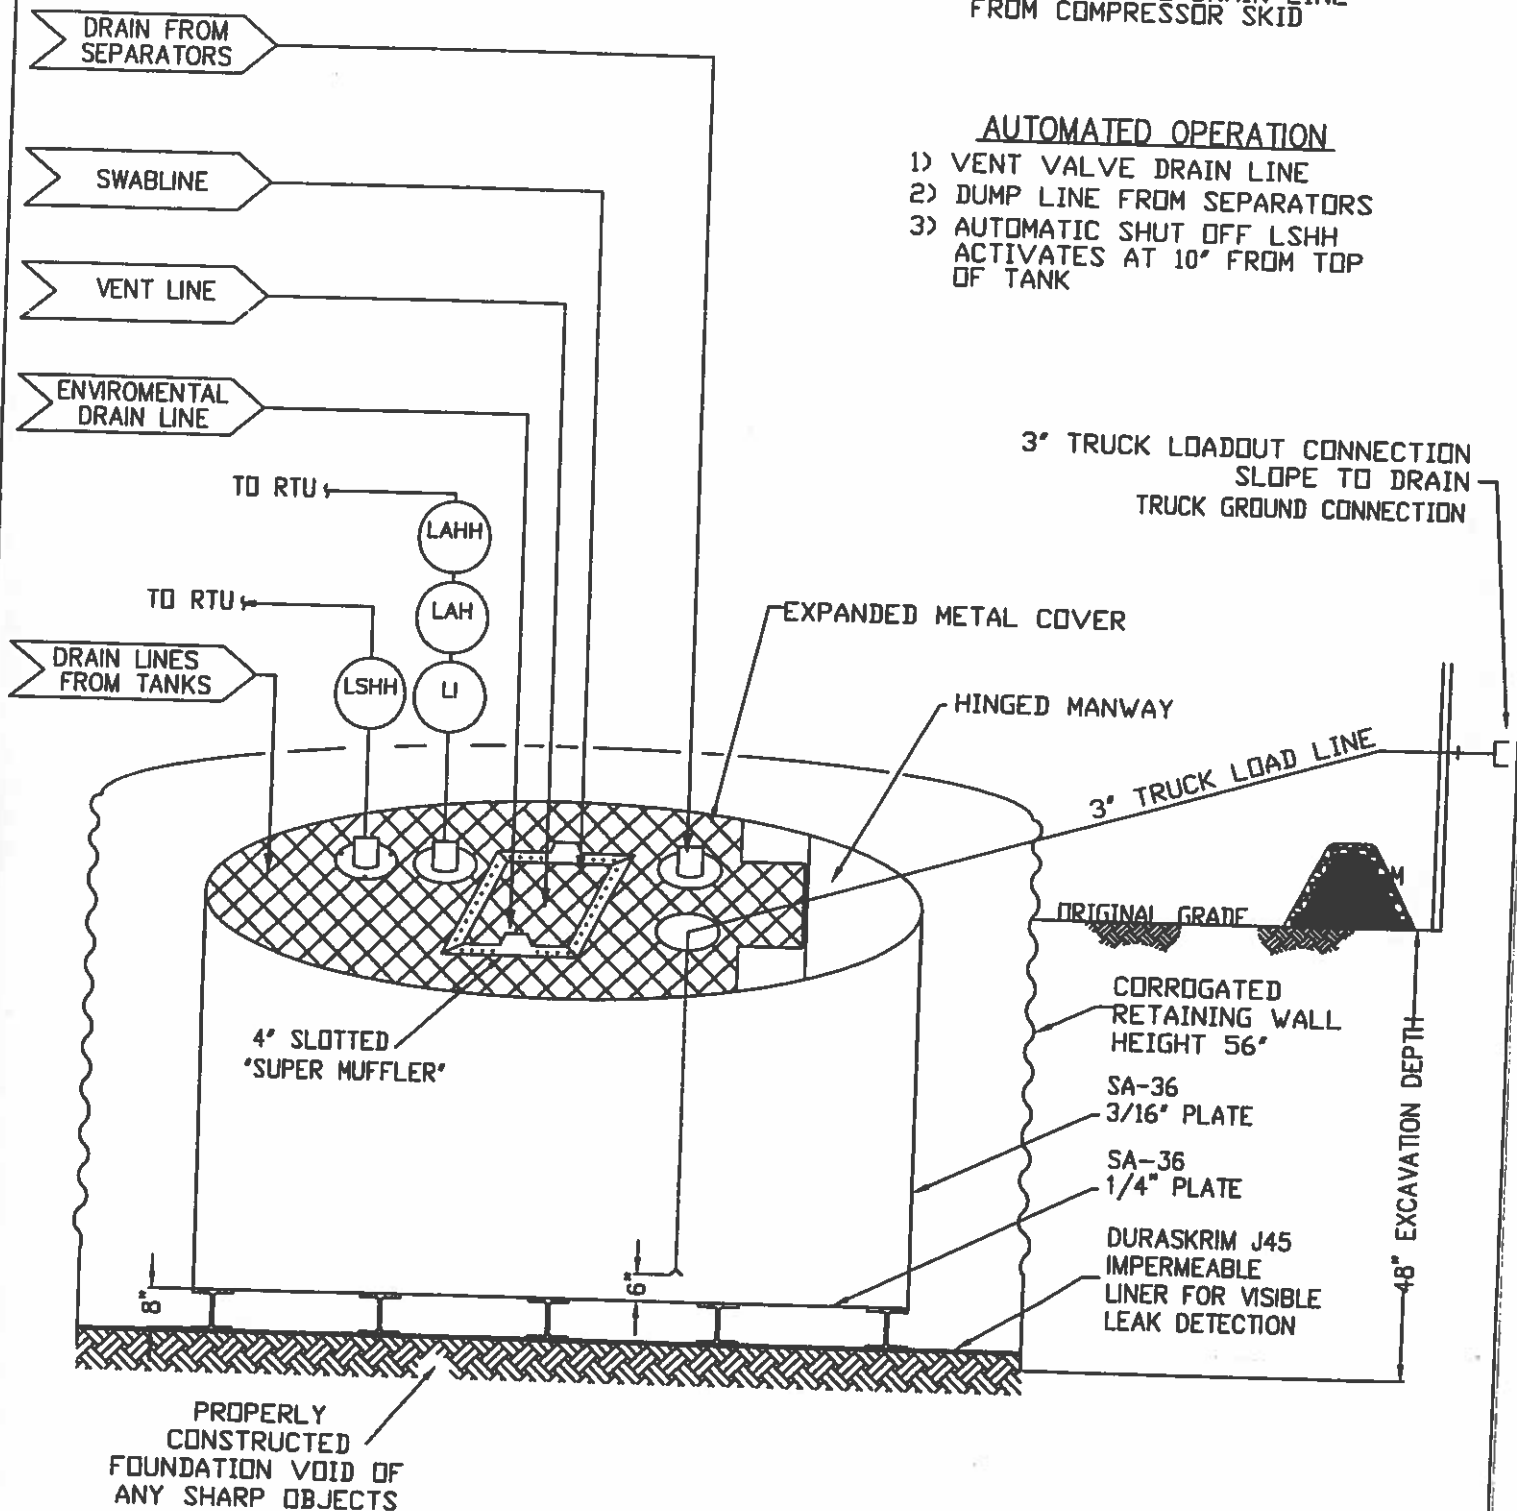 FROM COMPRESSOR SKID
DRAIN FROM
SEPARATORS
AUTOMATED OPERATION
1) VENT VALVE DRAIN LINE
2) DUMP LINE FROM SEPARATORS
3) AUTOMATIC SHUT OFF LSHH
ACTIVATES AT 10" FROM TOP
OF TANK
SWABLINE
VENT LINE
ENVIROMENTAL
DRAIN LINE
TO RTU
LAHH
LAH
TO RTU
LSHH
LI
DRAIN LINES
FROM TANKS
3" TRUCK LOADOUT CONNECTION
SLOPE TO DRAIN
TRUCK GROUND CONNECTION
EXPANDED METAL COVER
HINGED MANWAY
3" TRUCK LOAD LINE
ORIGINAL GRADE
CORROGATED
RETAINING WALL
HEIGHT 56"
4" SLOTTED
"SUPER MUFFLER"
SA-36
3/16" PLATE
SA-36
1/4" PLATE
48" EXCAVATION DEPTH
DURASKRIM J45
IMPERMEABLE
LINER FOR VISIBLE
LEAK DETECTION
8"
6"
PROPERLY
CONSTRUCTED
FOUNDATION VOID OF
ANY SHARP OBJECTS